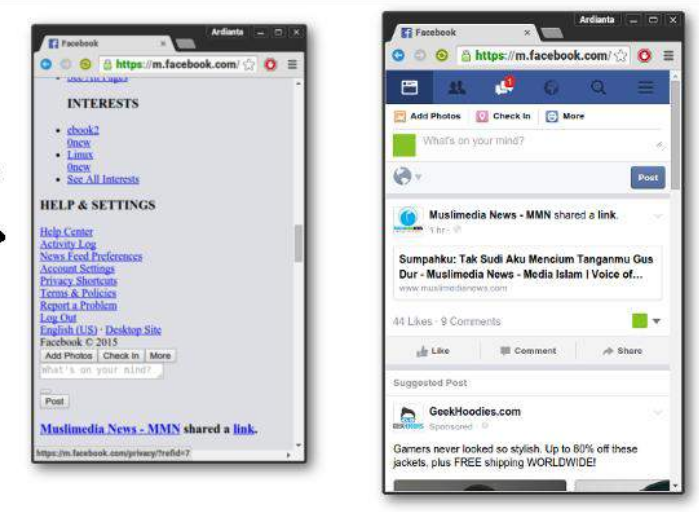 Ardianta
Facebook
https://m.facebook.com/
See All Pages
INTERESTS
ebook2
0new
Linux
0new
See All Interests
HELP & SETTINGS
Help Center
Activity Log
News Feed Preferences
Account Settings
Privacy Shortcuts
Terms & Policies
Report a Problem
Log Out
English (US) · Desktop Site
Facebook © 2015
Add Photos Check In More
What's on your mind?
Post
Muslimedia News - MMN shared a link.
https://m.facebook.com/privacy/?refid=7
Ardianta
Facebook
https://m.facebook.com/
1
Add Photos Check In More
What's on your mind?
Post
Muslimedia News - MMN shared a link.
1 hr ·
Sumpahku: Tak Sudi Aku Mencium Tanganmu Gus
Dur - Muslimedia News - Media Islam | Voice of...
www.muslimedianews.com
44 Likes · 9 Comments
Like Comment Share
Suggested Post
GeekHoodies.com
Sponsored ·
Gamers never looked so stylish. Up to 60% off these
jackets, plus FREE shipping WORLDWIDE!